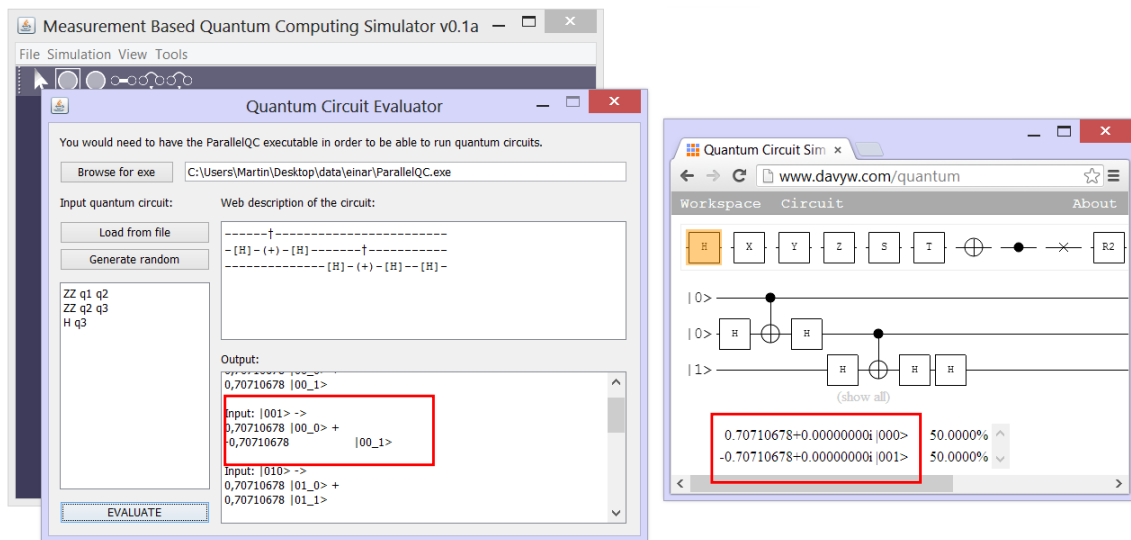 Measurement Based Quantum Computing Simulator v0.1a
File Simulation View Tools
Quantum Circuit Evaluator
You would need to have the ParallelQC executable in order to be able to run quantum circuits.
Browse for exe
C:\Users\Martin\Desktop\data\einar\ParallelQC.exe
Input quantum circuit:
Load from file
Generate random
ZZ q1 q2
ZZ q2 q3
H q3
EVALUATE
Web description of the circuit:
------†------------------------
-[H]-(+)-[H]-------†-----------
--------------[H]-(+)-[H]--[H]-
Output:
0,70710678 |00_0> +
0,70710678 |00_1>
Input: |001> ->
0,70710678 |00_0> +
-0,70710678 |00_1>
Input: |010> ->
0,70710678 |01_0> +
0,70710678 |01_1>
Quantum Circuit Sim ×
www.davyw.com/quantum
Workspace Circuit About
H X Y Z S T R2
|0>
|0> H H
|1> H H H
(show all)
0.70710678+0.00000000i |000> 50.0000%
-0.70710678+0.00000000i |001> 50.0000%